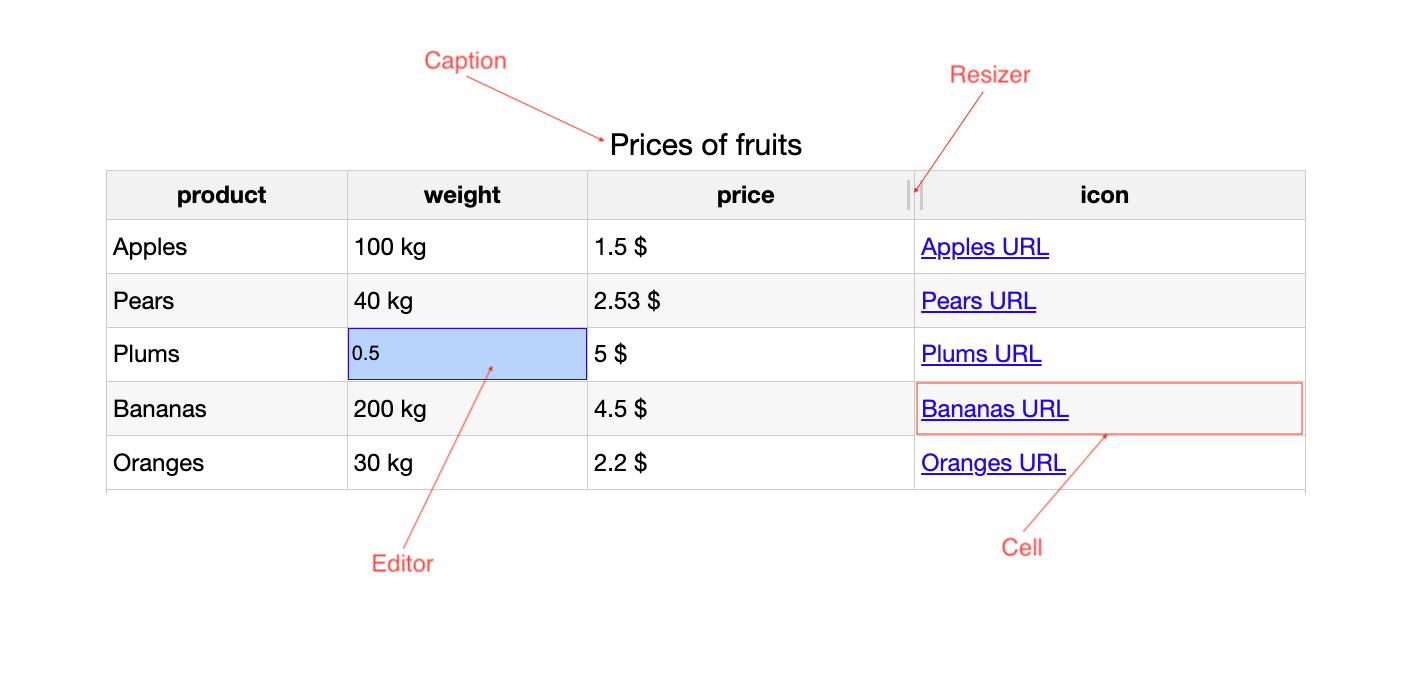 Caption
Resizer
Prices of fruits
product weight price icon
Apples 100 kg 1.5 $ Apples URL
Pears 40 kg 2.53 $ Pears URL
Plums 0.5 5 $ Plums URL
Bananas 200 kg 4.5 $ Bananas URL
Oranges 30 kg 2.2 $ Oranges URL
Cell
Editor